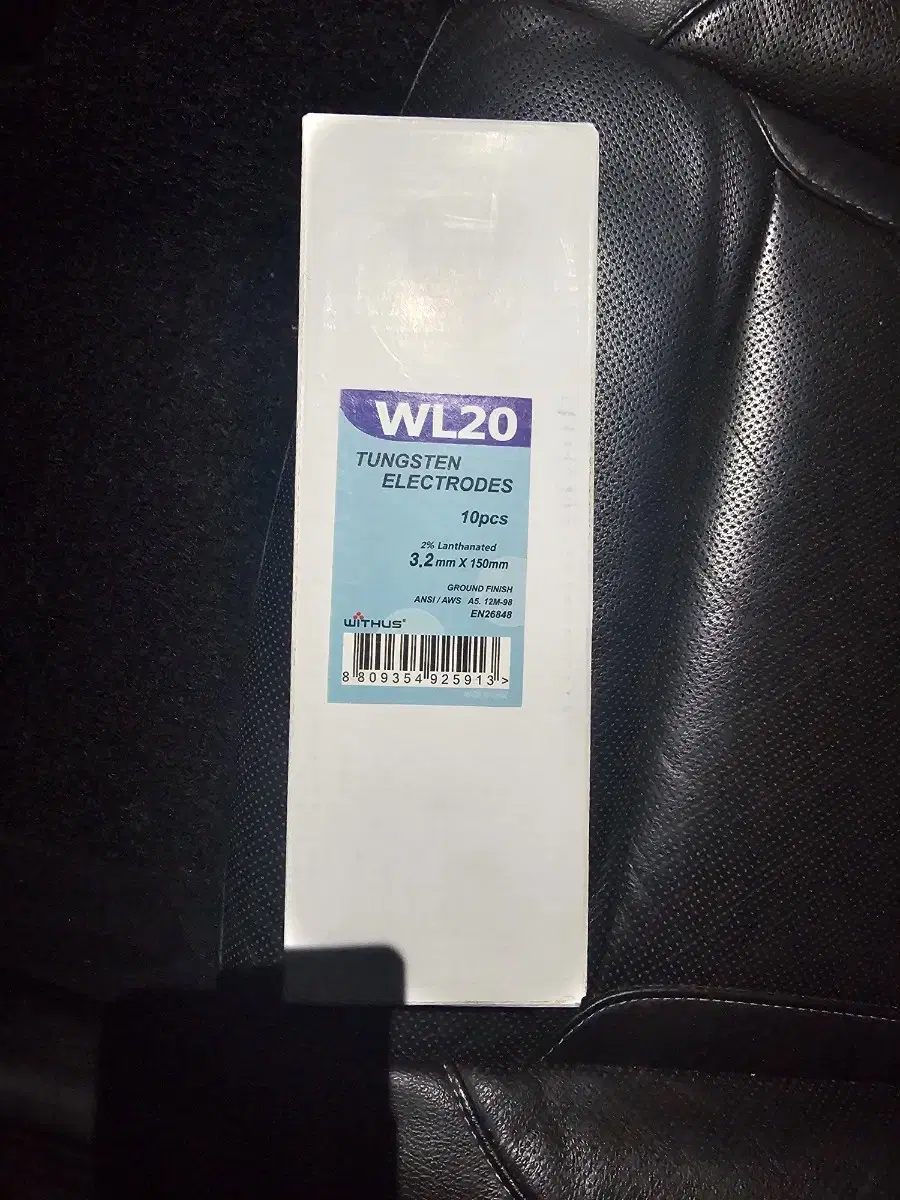 WL20
TUNGSTEN
ELECTRODES
10pcs
2% Lanthanated
3.2mm X 150mm
GROUND FINISH
ANSI / AWS A5. 12M-98
EN26848
WITHUS®
8 809354 925913 >